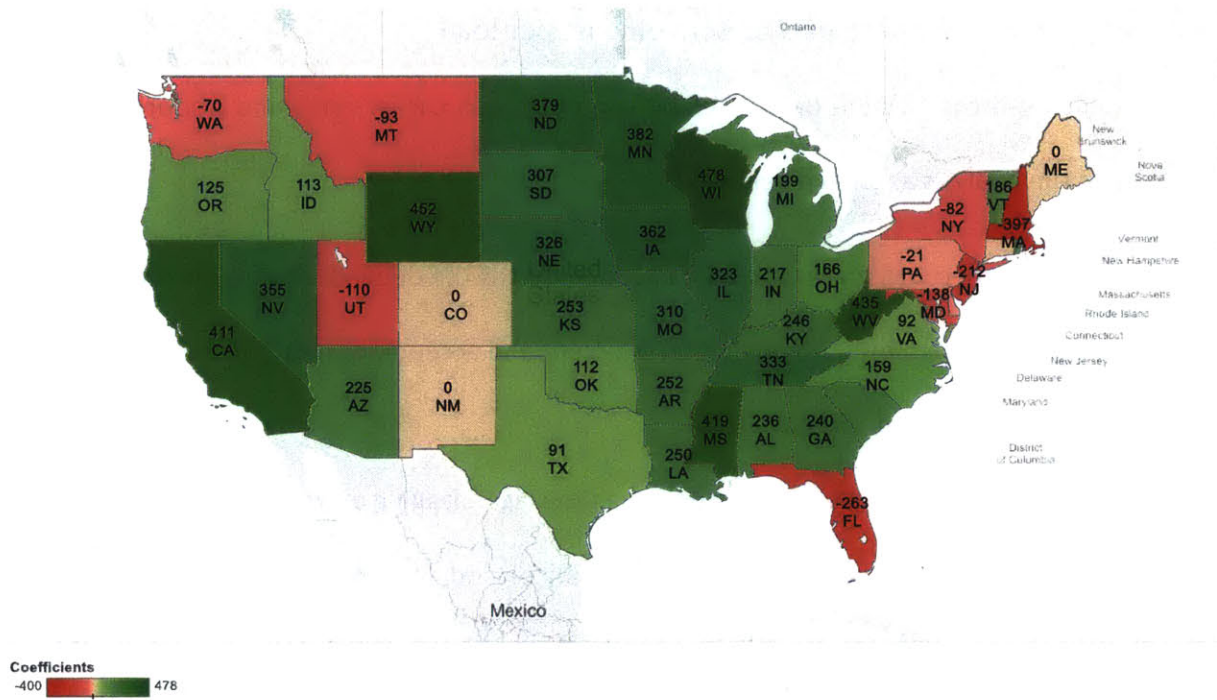 Ontario
-70
WA
-93
MT
379
ND
382
MN
478
WI
199
MI
0
ME
New
Brunswick
Nova
Scotia
125
OR
113
ID
452
WY
307
SD
186
VT
-82
NY
-397
MA
Vermont
New Hampshire
Massachusetts
Rhode Island
Connecticut
New Jersey
Delaware
Maryland
District
of Columbia
326
NE
362
IA
355
NV
-110
UT
0
CO
253
KS
310
MO
323
IL
217
IN
166
OH
-21
PA
-212
NJ
-138
MD
435
WV
92
VA
246
KY
411
CA
225
AZ
0
NM
112
OK
252
AR
333
TN
159
NC
91
TX
250
LA
419
MS
236
AL
240
GA
-263
FL
United
Mexico
Coefficients
-400
478